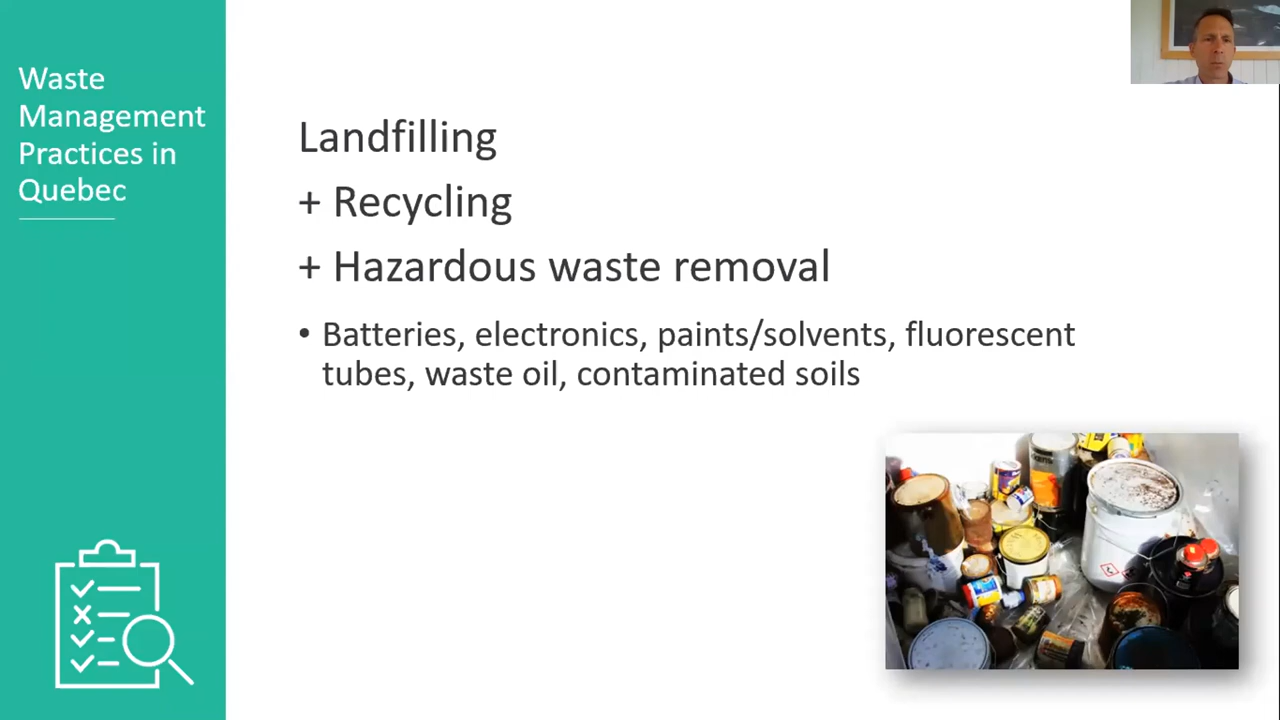 Waste
Management
Practices in
Quebec
Landfilling
+ Recycling
+ Hazardous waste removal
• Batteries, electronics, paints/solvents, fluorescent
tubes, waste oil, contaminated soils